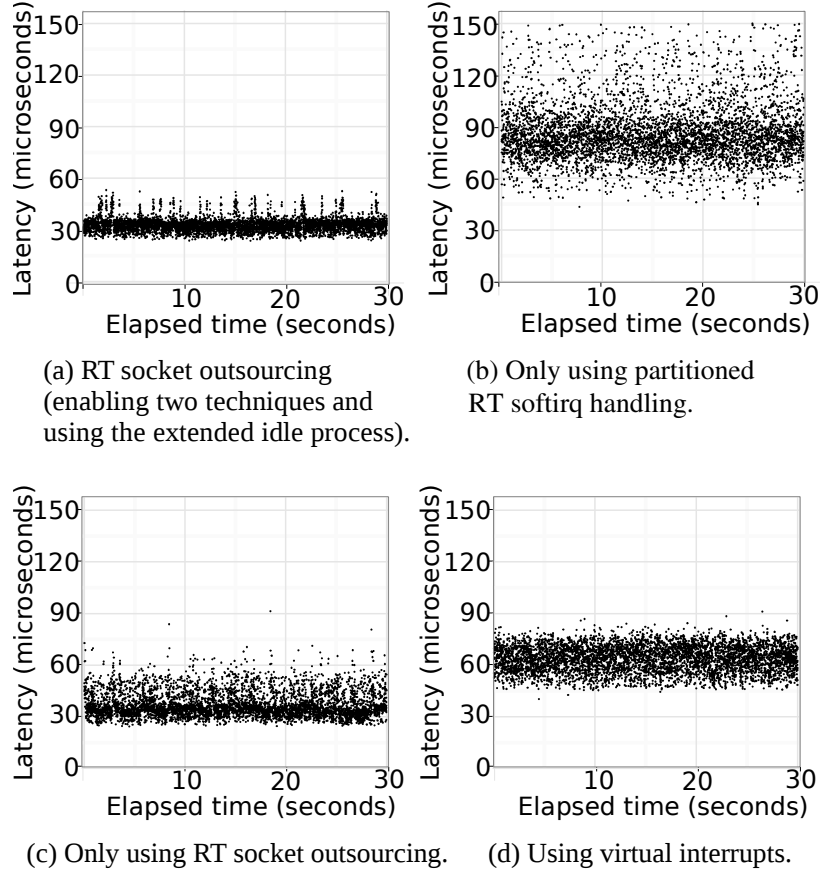 Latency (microseconds)
150
120
90
60
30
0
10
20
30
Elapsed time (seconds)
(a) RT socket outsourcing
(enabling two techniques and
using the extended idle process).
Latency (microseconds)
150
120
90
60
30
0
10
20
30
Elapsed time (seconds)
(b) Only using partitioned
RT softirq handling.
Latency (microseconds)
150
120
90
60
30
0
10
20
30
Elapsed time (seconds)
(c) Only using RT socket outsourcing.
Latency (microseconds)
150
120
90
60
30
0
10
20
30
Elapsed time (seconds)
(d) Using virtual interrupts.